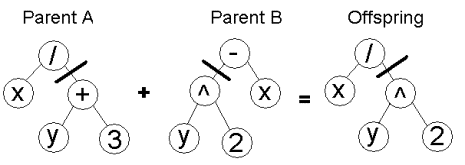 Parent A Parent B Offspring
/ - /
x + + ^ x = x ^
y 3 y 2 y 2